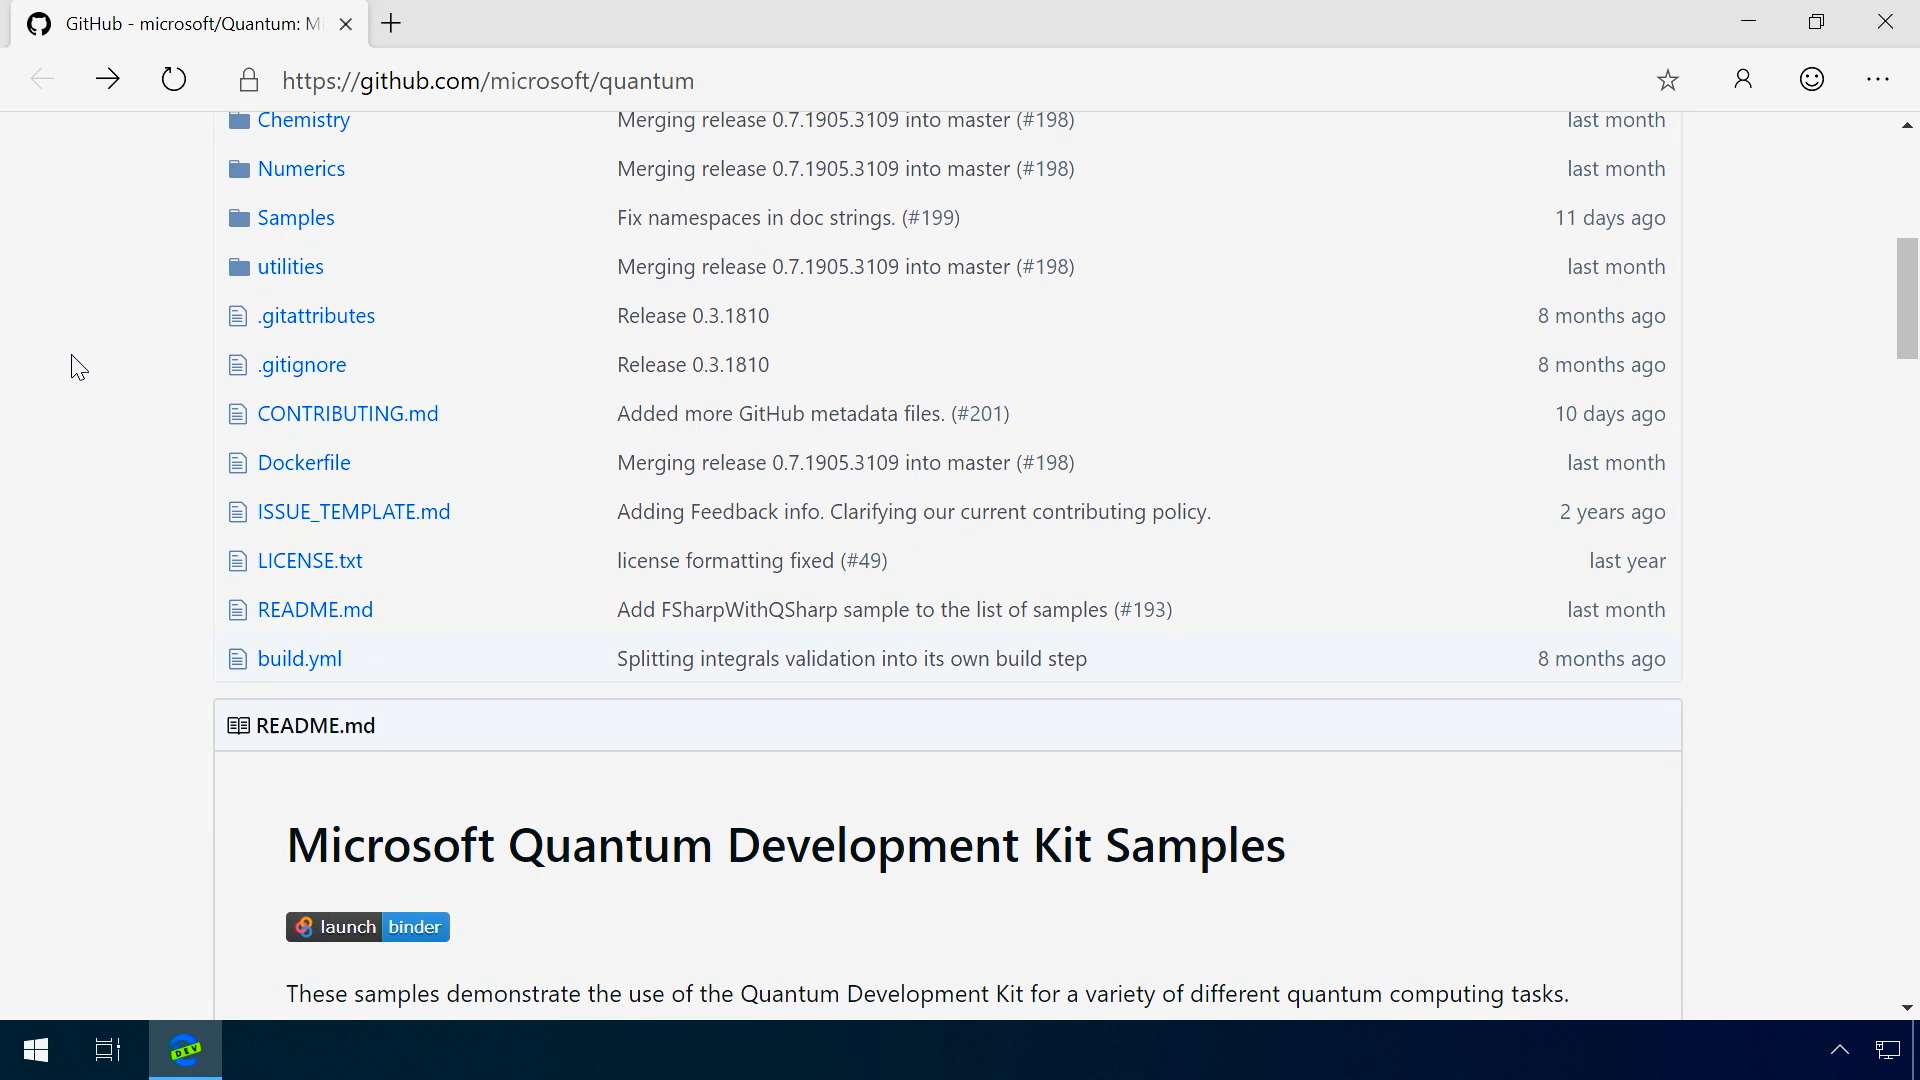 GitHub - microsoft/Quantum: Mi
https://github.com/microsoft/quantum
Chemistry Merging release 0.7.1905.3109 into master (#198) last month
Numerics Merging release 0.7.1905.3109 into master (#198) last month
Samples Fix namespaces in doc strings. (#199) 11 days ago
utilities Merging release 0.7.1905.3109 into master (#198) last month
.gitattributes Release 0.3.1810 8 months ago
.gitignore Release 0.3.1810 8 months ago
CONTRIBUTING.md Added more GitHub metadata files. (#201) 10 days ago
Dockerfile Merging release 0.7.1905.3109 into master (#198) last month
ISSUE_TEMPLATE.md Adding Feedback info. Clarifying our current contributing policy. 2 years ago
LICENSE.txt license formatting fixed (#49) last year
README.md Add FSharpWithQSharp sample to the list of samples (#193) last month
build.yml Splitting integrals validation into its own build step 8 months ago
README.md
Microsoft Quantum Development Kit Samples
launch binder
These samples demonstrate the use of the Quantum Development Kit for a variety of different quantum computing tasks.
DEV